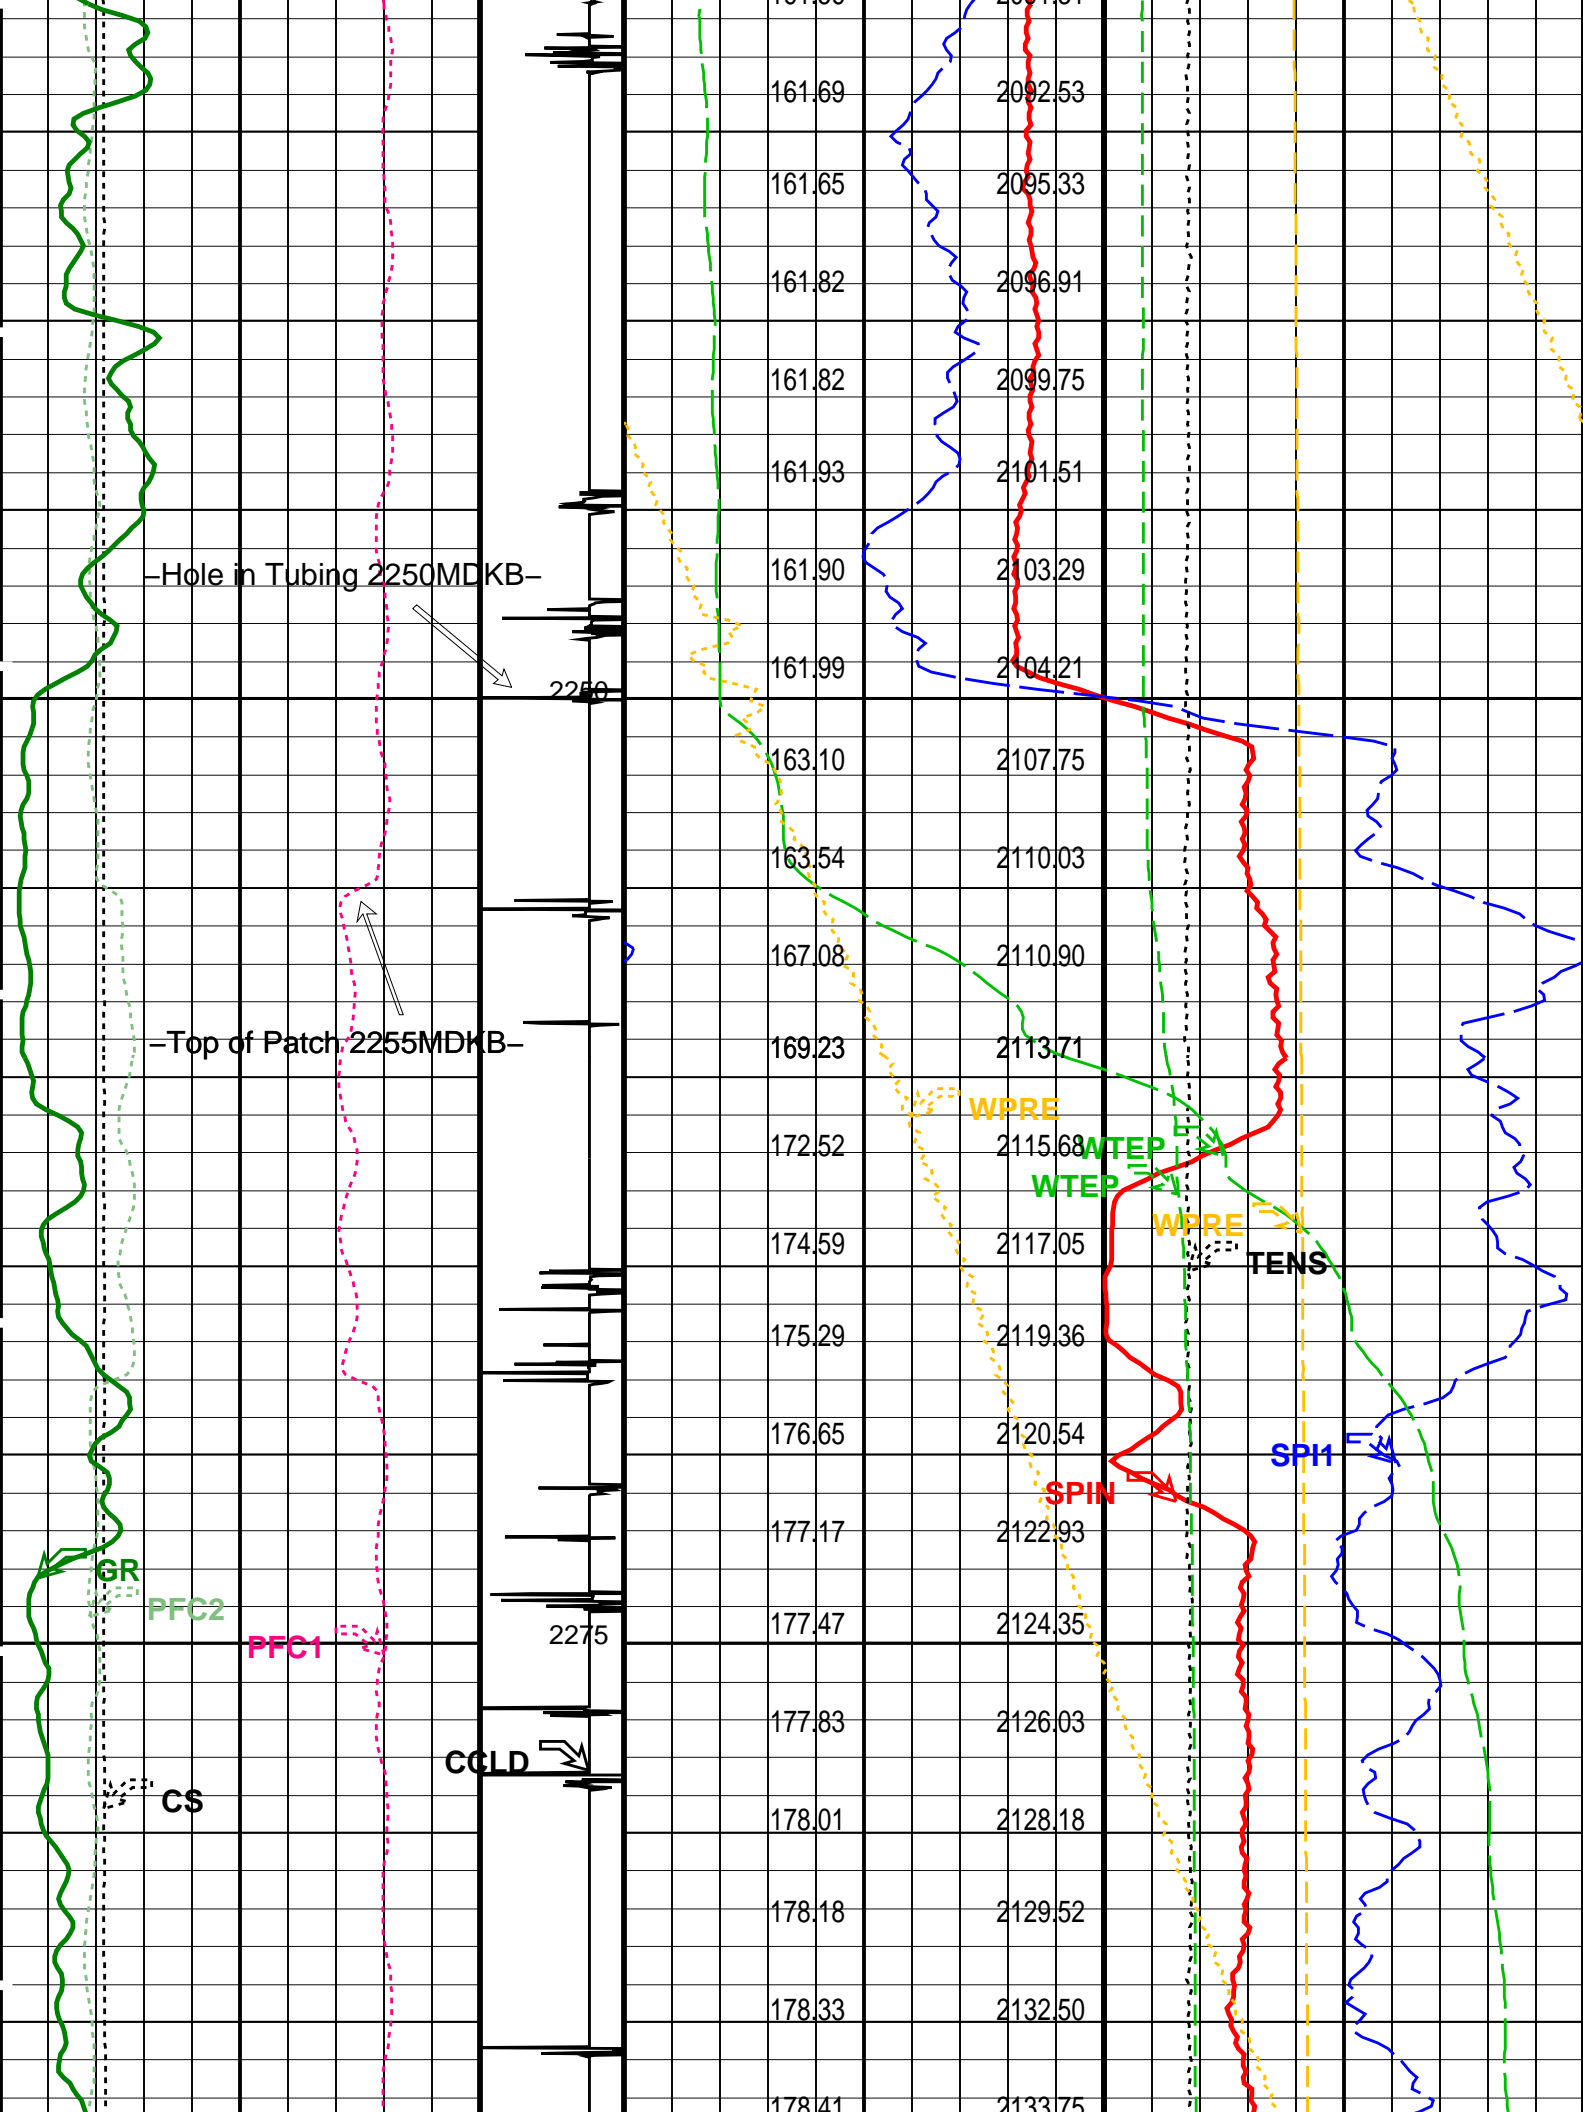 161.69 2092.53
161.65 2095.33
161.82 2096.91
161.82 2099.75
161.93 2101.51
–Hole in Tubing 2250MDKB–
161.90 2103.29
161.99 2104.21
2250
163.10 2107.75
163.54 2110.03
167.08 2110.90
–Top of Patch 2255MDKB–
169.23 2113.71
WPRE
172.52 2115.68
WTEP
WTEP
WPRE
174.59 2117.05
TENS
175.29 2119.36
176.65 2120.54
SPI1
SPIN
177.17 2122.93
GR
PFC2
177.47 2124.35
2275
PFC1
177.83 2126.03
CCLD
CS
178.01 2128.18
178.18 2129.52
178.33 2132.50
178.41 2133.75